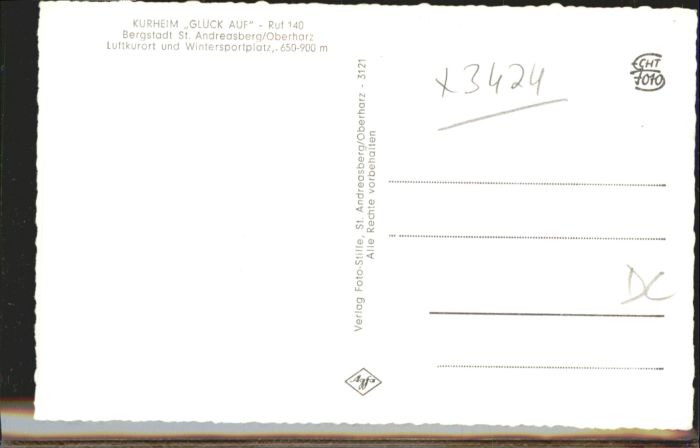 KURHEIM „GLÜCK AUF" - Ruf 140
Bergstadt St. Andreasberg/Oberharz
Luftkurort und Wintersportplatz, 650-900 m
Verlag Foto-Stille, St. Andreasberg/Oberharz - 3121
Alle Rechte vorbehalten
x3424
ECHT
FOTO
DC
Agfa